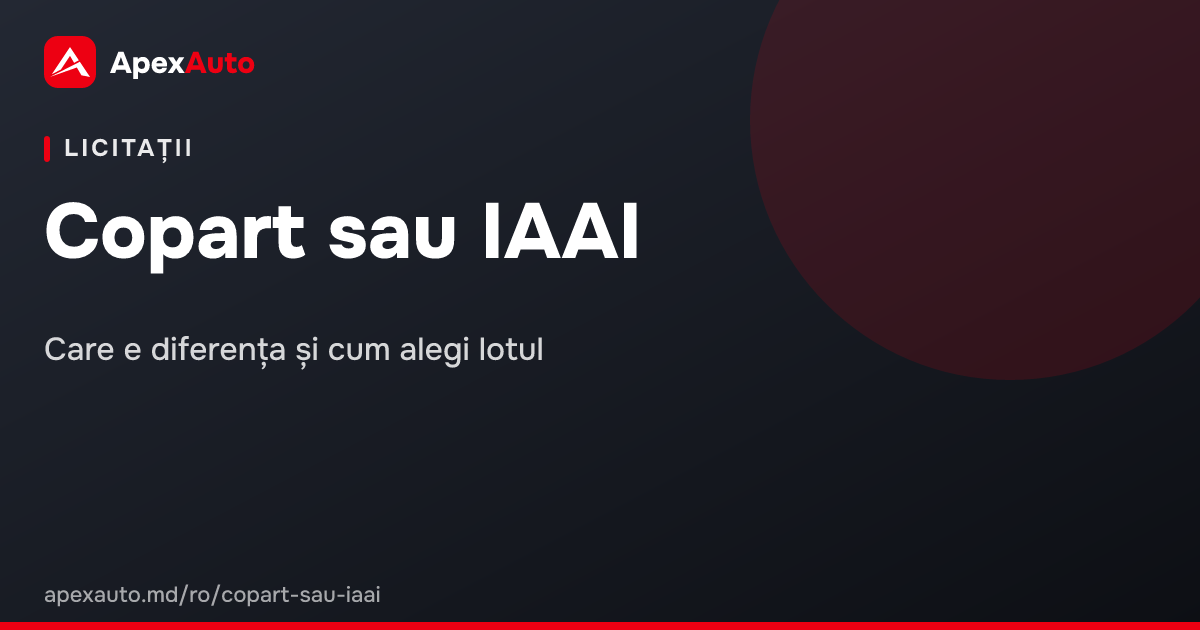 ApexAuto
LICITAȚII
Copart sau IAAI
Care e diferența și cum alegi lotul
apexauto.md/ro/copart-sau-iaai